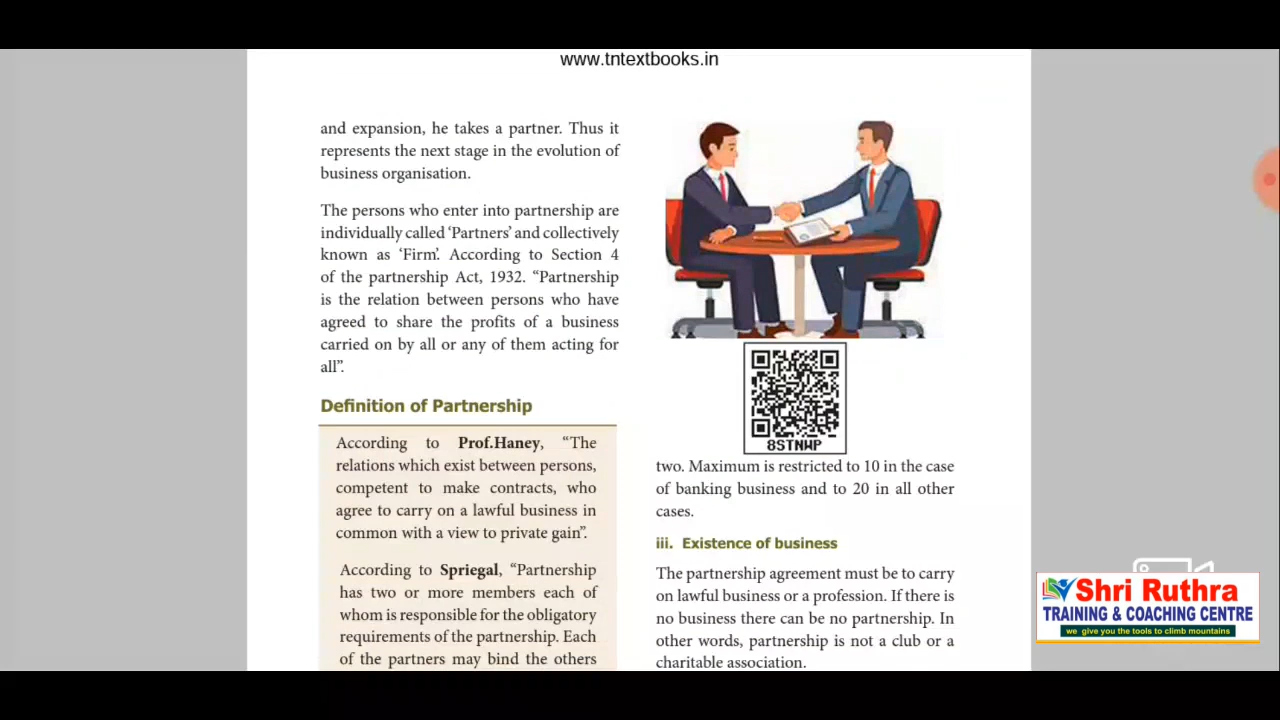 www.tntextbooks.in
and expansion, he takes a partner. Thus it
represents the next stage in the evolution of
business organisation.
The persons who enter into partnership are
individually called ‘Partners’ and collectively
known as ‘Firm’. According to Section 4
of the partnership Act, 1932. “Partnership
is the relation between persons who have
agreed to share the profits of a business
carried on by all or any of them acting for
all”.
Definition of Partnership
According to Prof.Haney, “The
relations which exist between persons,
competent to make contracts, who
agree to carry on a lawful business in
common with a view to private gain”.
According to Spriegal, “Partnership
has two or more members each of
whom is responsible for the obligatory
requirements of the partnership. Each
of the partners may bind the others
8STNWP
two. Maximum is restricted to 10 in the case
of banking business and to 20 in all other
cases.
iii. Existence of business
The partnership agreement must be to carry
on lawful business or a profession. If there is
no business there can be no partnership. In
other words, partnership is not a club or a
charitable association.
Shri Ruthra
TRAINING & COACHING CENTRE
we give you the tools to climb mountains